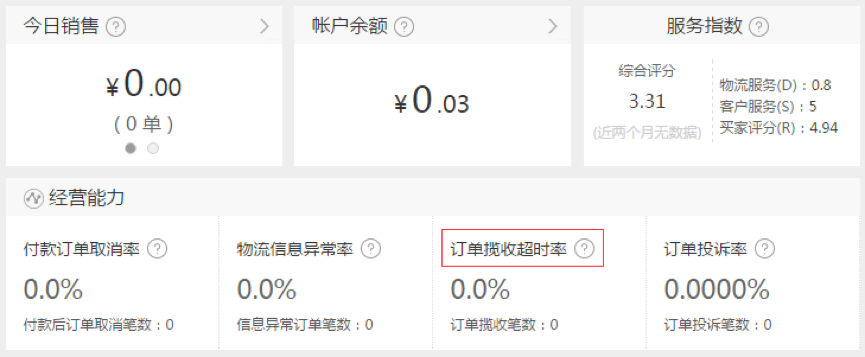 今日销售
帐户余额
服务指数
¥0.00
(0 单)
¥0.03
综合评分
3.31
(近两个月无数据)
物流服务(D)：0.8
客户服务(S)：5
买家评分(R)：4.94
经营能力
付款订单取消率
物流信息异常率
订单揽收超时率
订单投诉率
0.0%
0.0%
0.0%
0.0000%
付款后订单取消笔数：0
信息异常订单笔数：0
订单揽收笔数：0
订单投诉笔数：0